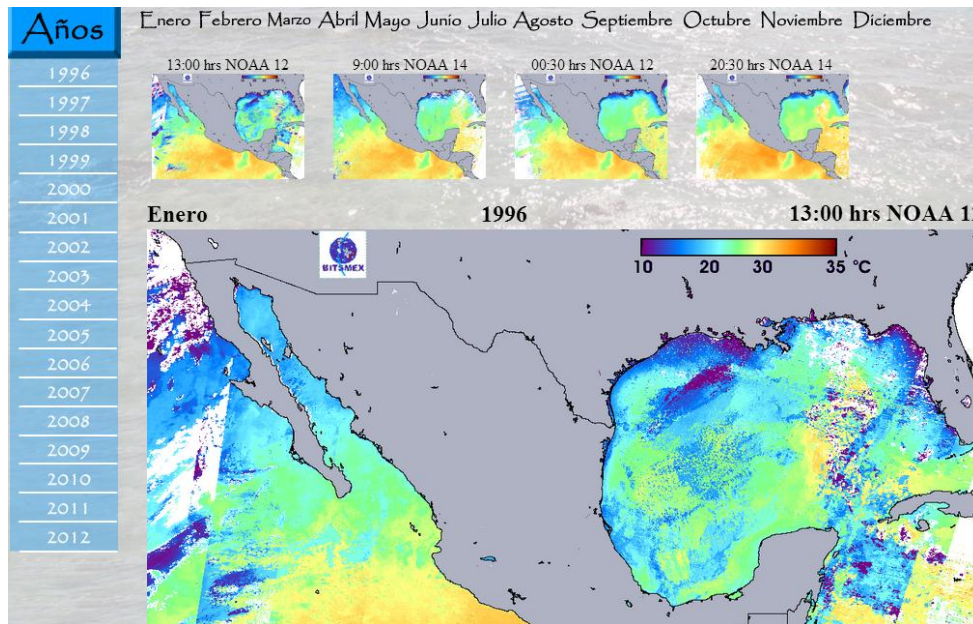 Años
Enero Febrero Marzo Abril Mayo Junio Julio Agosto Septiembre Octubre Noviembre Diciembre
13:00 hrs NOAA 12
9:00 hrs NOAA 14
00:30 hrs NOAA 12
20:30 hrs NOAA 14
1996
1997
1998
1999
2000
2001
2002
2003
2004
2005
2006
2007
2008
2009
2010
2011
2012
Enero 1996 13:00 hrs NOAA 12
BITSMEX
10 20 30 35 °C